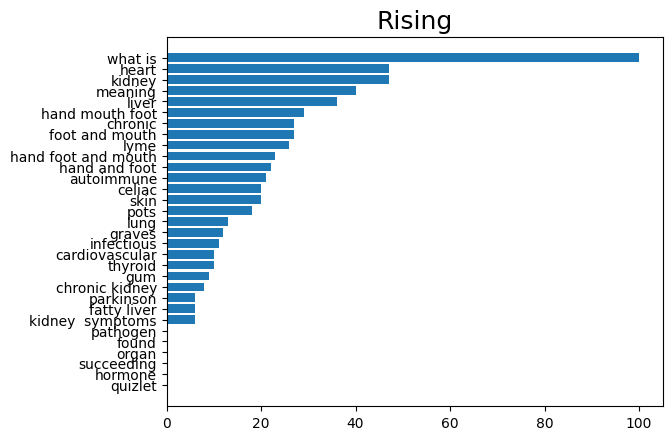 Rising
what is
heart
kidney
meaning
liver
hand mouth foot
chronic
foot and mouth
lyme
hand foot and mouth
hand and foot
autoimmune
celiac
skin
pots
lung
graves
infectious
cardiovascular
thyroid
gum
chronic kidney
parkinson
fatty liver
kidney  symptoms
pathogen
found
organ
succeeding
hormone
quizlet
0 20 40 60 80 100